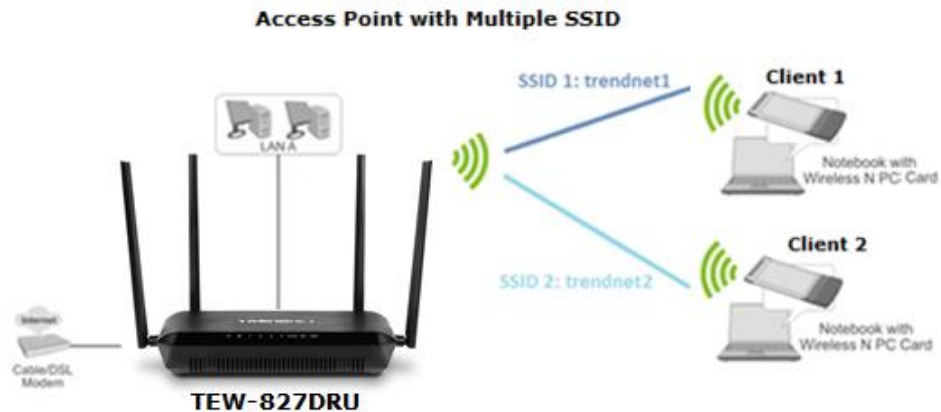 Access Point with Multiple SSID
SSID 1: trendnet1
Client 1
LAN A
Notebook with
Wireless N PC Card
Client 2
SSID 2: trendnet2
Internet
Notebook with
Wireless N PC Card
Cable/DSL
Modem
TRENDNET
TEW-827DRU